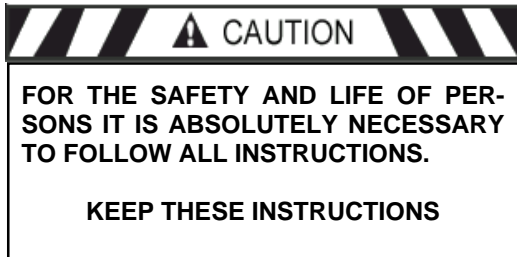 CAUTION
FOR THE SAFETY AND LIFE OF PER-
SONS IT IS ABSOLUTELY NECESSARY
TO FOLLOW ALL INSTRUCTIONS.
KEEP THESE INSTRUCTIONS